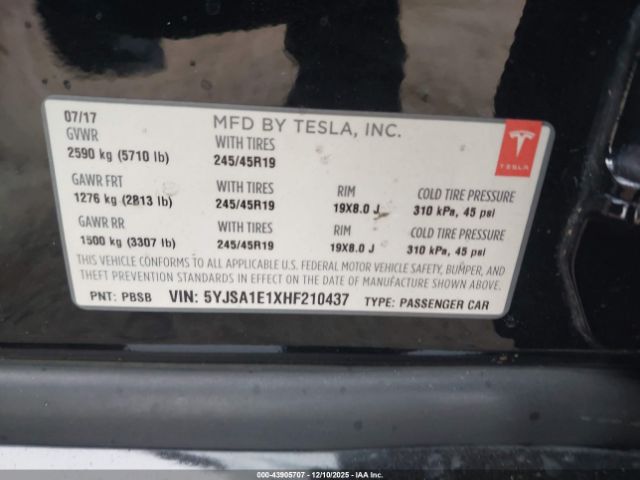 07/17 MFD BY TESLA, INC.
GVWR WITH TIRES
2590 kg (5710 lb) 245/45R19
TESLA
GAWR FRT WITH TIRES RIM COLD TIRE PRESSURE
1276 kg (2813 lb) 245/45R19 19X8.0 J 310 kPa, 45 psi
GAWR RR WITH TIRES RIM COLD TIRE PRESSURE
1500 kg (3307 lb) 245/45R19 19X8.0 J 310 kPa, 45 psi
THIS VEHICLE CONFORMS TO ALL APPLICABLE U.S. FEDERAL MOTOR VEHICLE SAFETY, BUMPER, AND
THEFT PREVENTION STANDARDS IN EFFECT ON THE DATE OF MANUFACTURE SHOWN ABOVE.
PNT: PBSB VIN: 5YJSA1E1XHF210437 TYPE: PASSENGER CAR
000-43905707 - 12/10/2025 - IAA Inc.